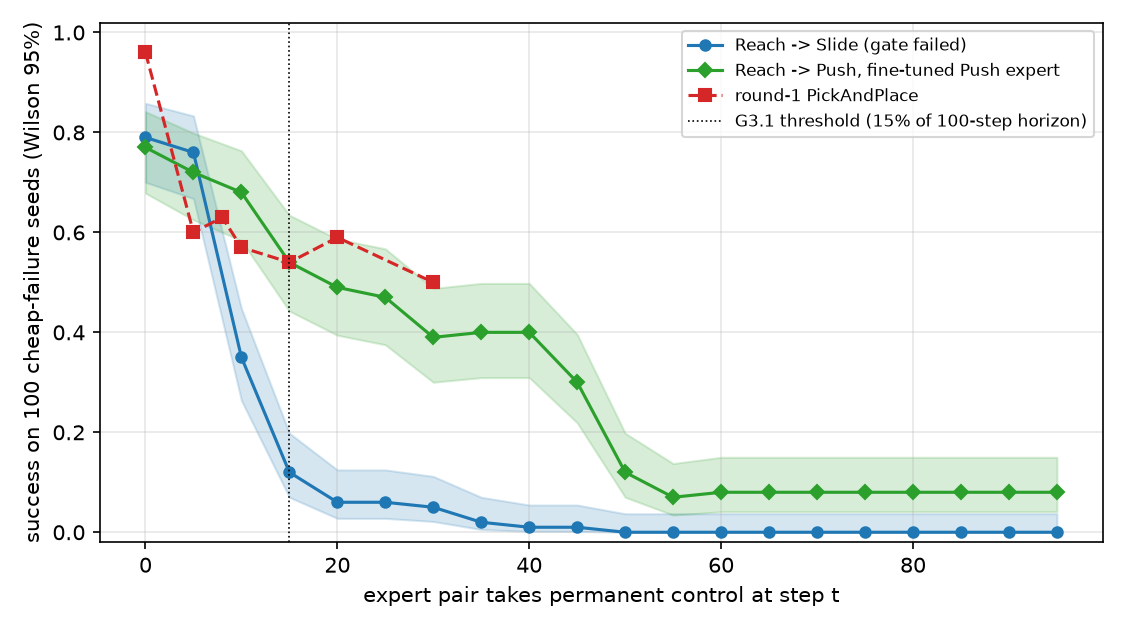 success on 100 cheap-failure seeds (Wilson 95%)
1.0
0.8
0.6
0.4
0.2
0.0
Reach -> Slide (gate failed)
Reach -> Push, fine-tuned Push expert
round-1 PickAndPlace
G3.1 threshold (15% of 100-step horizon)
0 20 40 60 80
expert pair takes permanent control at step t